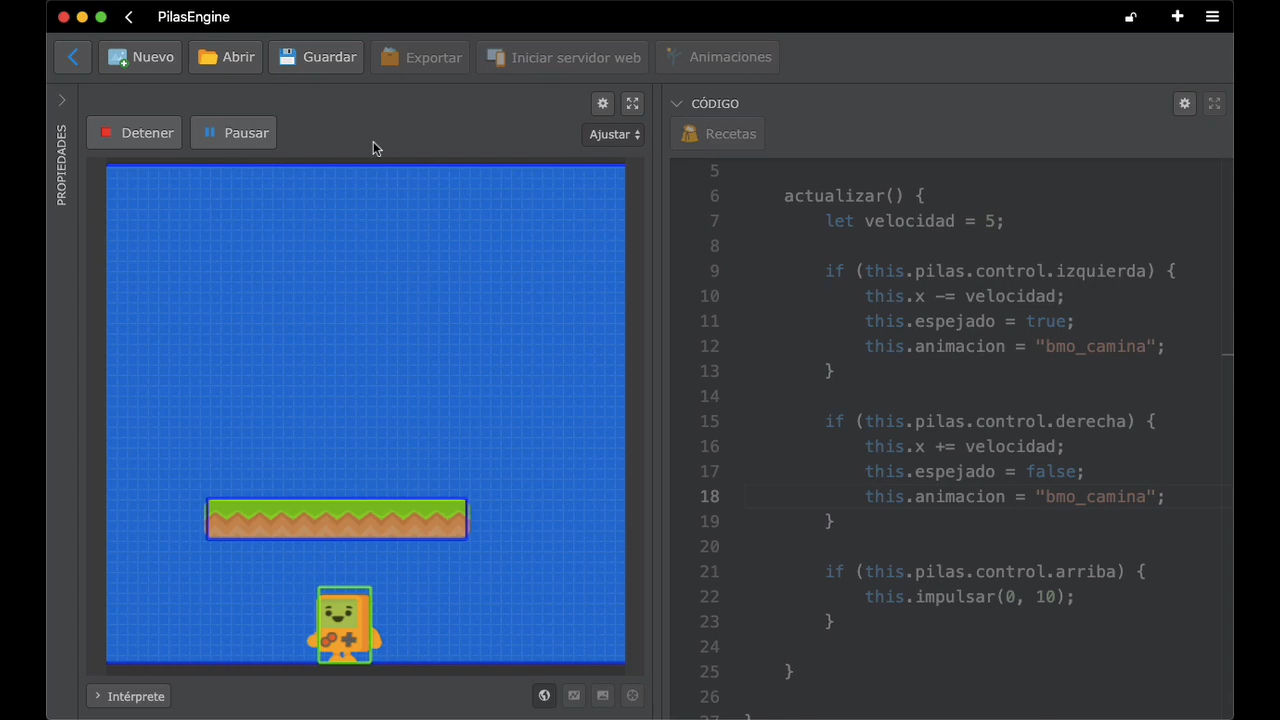 PilasEngine
Nuevo
Abrir
Guardar
Exportar
Iniciar servidor web
Animaciones
PROPIEDADES
Detener
Pausar
Ajustar
Intérprete
CÓDIGO
Recetas
5
6 actualizar() {
7 let velocidad = 5;
8
9 if (this.pilas.control.izquierda) {
10 this.x -= velocidad;
11 this.espejado = true;
12 this.animacion = "bmo_camina";
13 }
14
15 if (this.pilas.control.derecha) {
16 this.x += velocidad;
17 this.espejado = false;
18 this.animacion = "bmo_camina";
19 }
20
21 if (this.pilas.control.arriba) {
22 this.impulsar(0, 10);
23 }
24
25 }
26
27 }